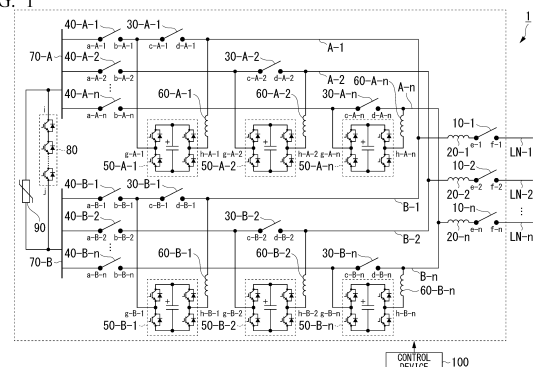 G. 1
1
40-A-1 30-A-1
70-A a-A-1 b-A-1 c-A-1 d-A-1 A-1
40-A-2 30-A-2
a-A-2 b-A-2 c-A-2 d-A-2 A-2
40-A-n 60-A-1 60-A-2 30-A-n 60-A-n A-n
a-A-n b-A-n c-A-n d-A-n
i
80
j
g-A-1 h-A-1 g-A-2 h-A-2 g-A-n h-A-n
50-A-1 50-A-2 50-A-n
10-1
20-1 e-1 f-1 LN-1
10-2
20-2 e-2 f-2 LN-2
10-n
20-n e-n f-n LN-n
90
40-B-1 30-B-1
a-B-1 b-B-1 c-B-1 d-B-1 B-1
40-B-2 30-B-2
a-B-2 b-B-2 c-B-2 d-B-2 B-2
40-B-n 60-B-1 60-B-2 30-B-n B-n
70-B a-B-n b-B-n c-B-n d-B-n 60-B-n
g-B-1 h-B-1 g-B-2 h-B-2 g-B-n h-B-n
50-B-1 50-B-2 50-B-n
CONTROL
DEVICE
100